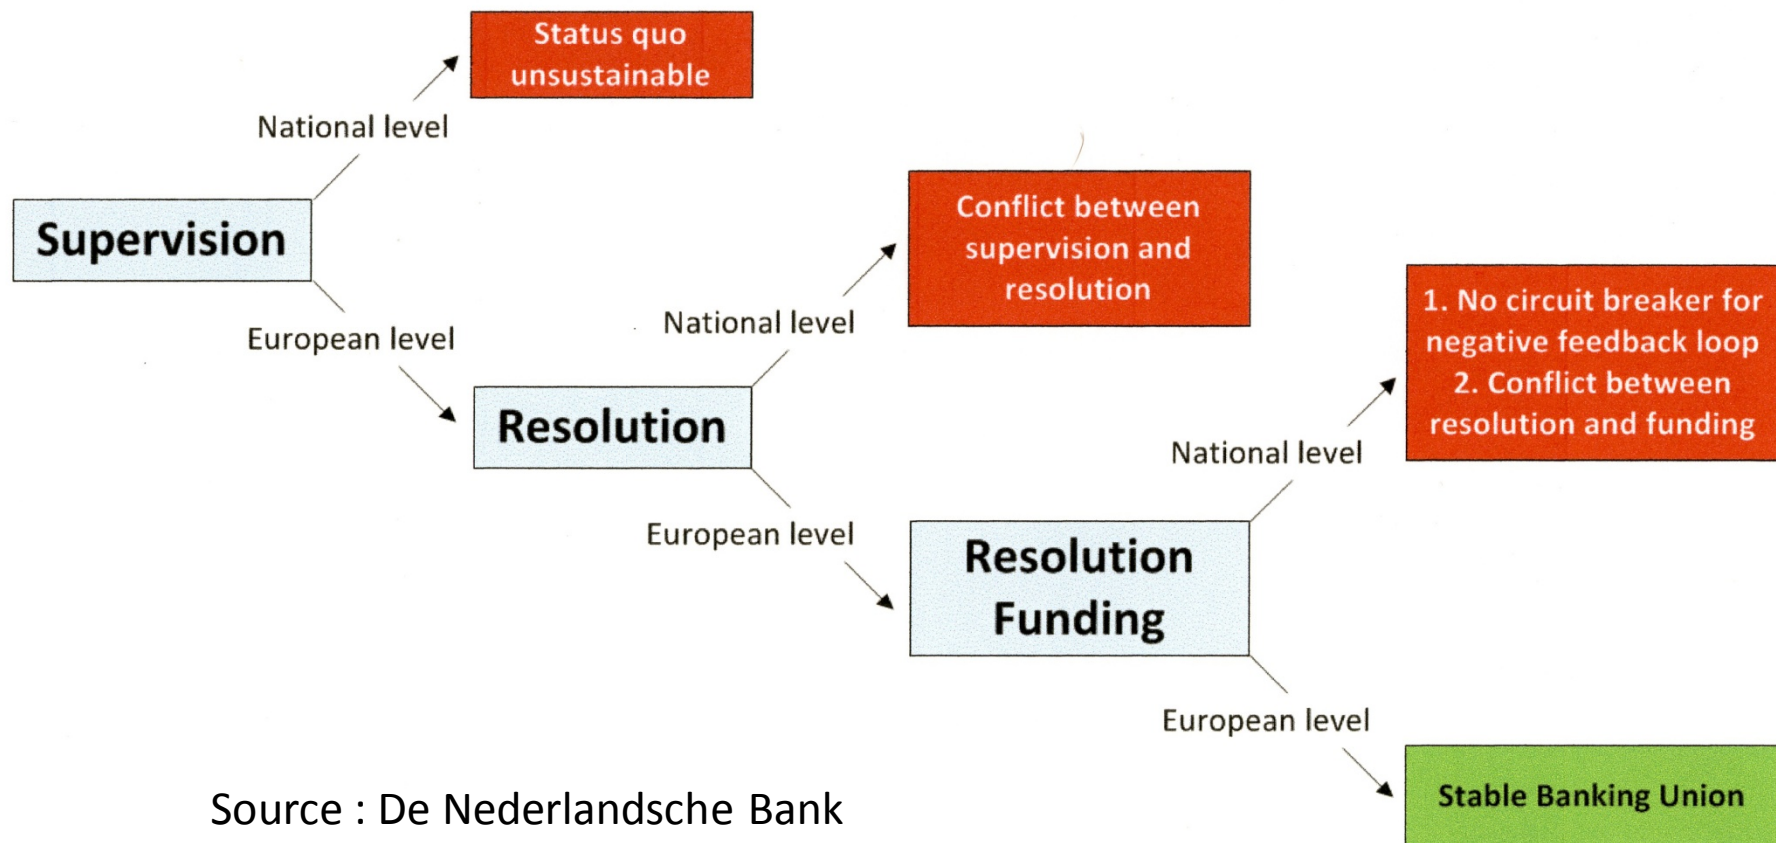 Status quo
unsustainable
National level
Supervision
European level
Conflict between
supervision and
resolution
National level
Resolution
European level
1. No circuit breaker for
negative feedback loop
2. Conflict between
resolution and funding
National level
Resolution
Funding
European level
Stable Banking Union
Source : De Nederlandsche Bank